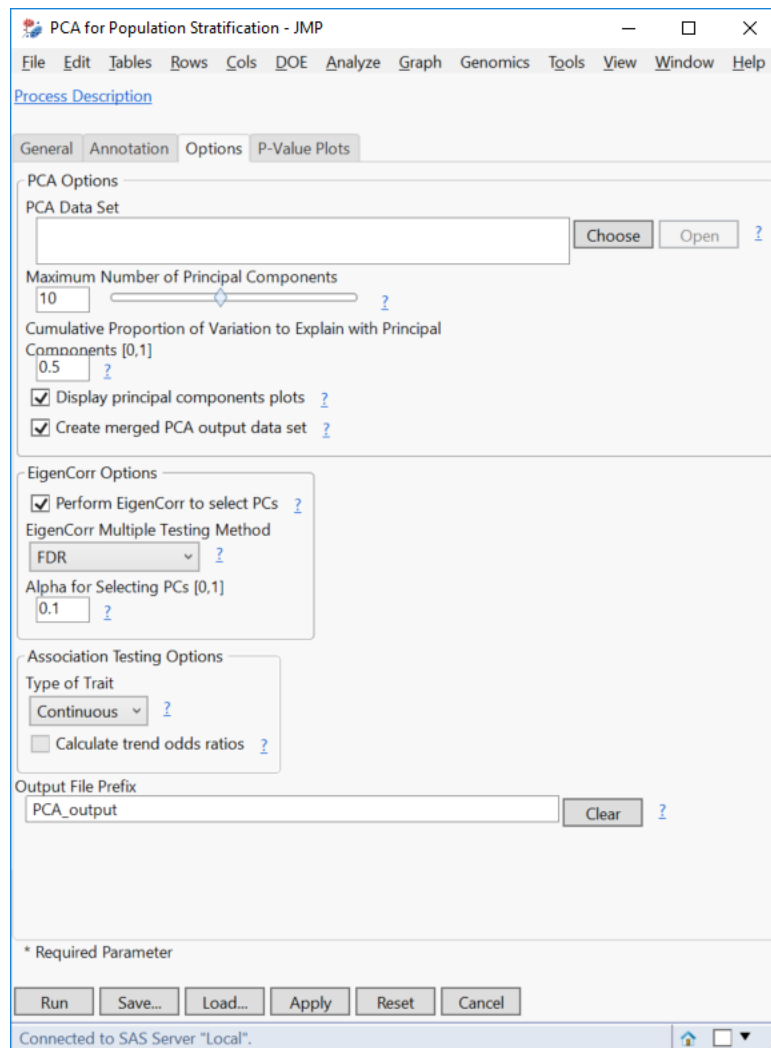 PCA for Population Stratification - JMP
File Edit Tables Rows Cols DOE Analyze Graph Genomics Tools View Window Help
Process Description
General Annotation Options P-Value Plots
PCA Options
PCA Data Set
Choose Open ?
Maximum Number of Principal Components
10 ?
Cumulative Proportion of Variation to Explain with Principal
Components [0,1]
0.5 ?
Display principal components plots ?
Create merged PCA output data set ?
EigenCorr Options
Perform EigenCorr to select PCs ?
EigenCorr Multiple Testing Method
FDR ?
Alpha for Selecting PCs [0,1]
0.1 ?
Association Testing Options
Type of Trait
Continuous ?
Calculate trend odds ratios ?
Output File Prefix
PCA_output Clear ?
* Required Parameter
Run Save... Load... Apply Reset Cancel
Connected to SAS Server "Local".